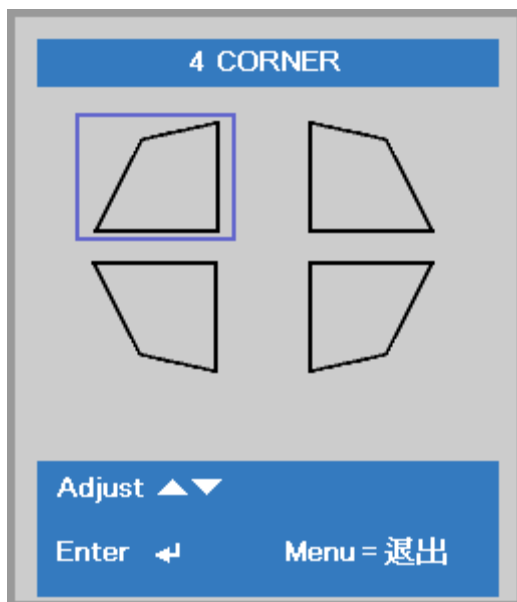 4 CORNER
Adjust ▲▼
Enter ↵ Menu = 退出